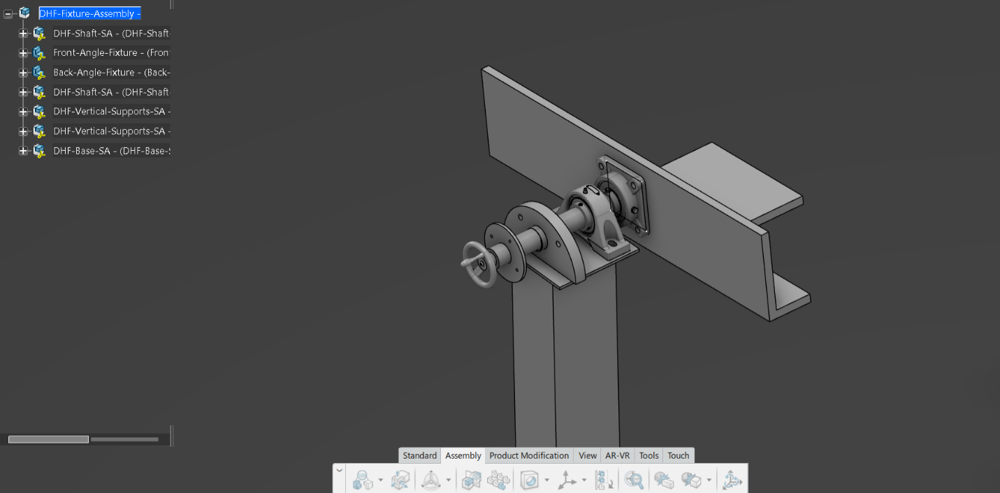 DHF-Fixture-Assembly -
DHF-Shaft-SA - (DHF-Shaft-
Front-Angle-Fixture - (Fron
Back-Angle-Fixture - (Back-
DHF-Shaft-SA - (DHF-Shaft-
DHF-Vertical-Supports-SA -
DHF-Vertical-Supports-SA -
DHF-Base-SA - (DHF-Base-
Standard Assembly Product Modification View AR-VR Tools Touch